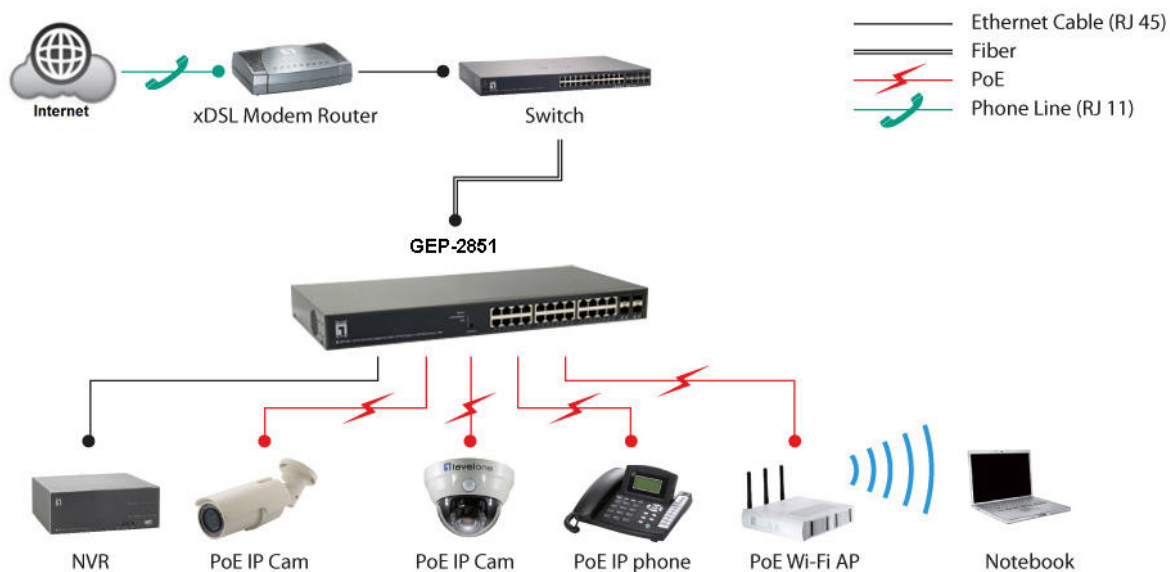 Ethernet Cable (RJ 45)
Fiber
PoE
Phone Line (RJ 11)
Internet
xDSL Modem Router
Switch
GEP-2851
levelone
NVR
PoE IP Cam
PoE IP Cam
PoE IP phone
PoE Wi-Fi AP
Notebook